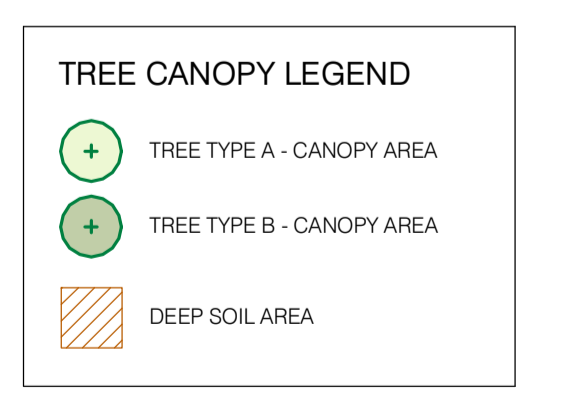 TREE CANOPY LEGEND
TREE TYPE A - CANOPY AREA
TREE TYPE B - CANOPY AREA
DEEP SOIL AREA